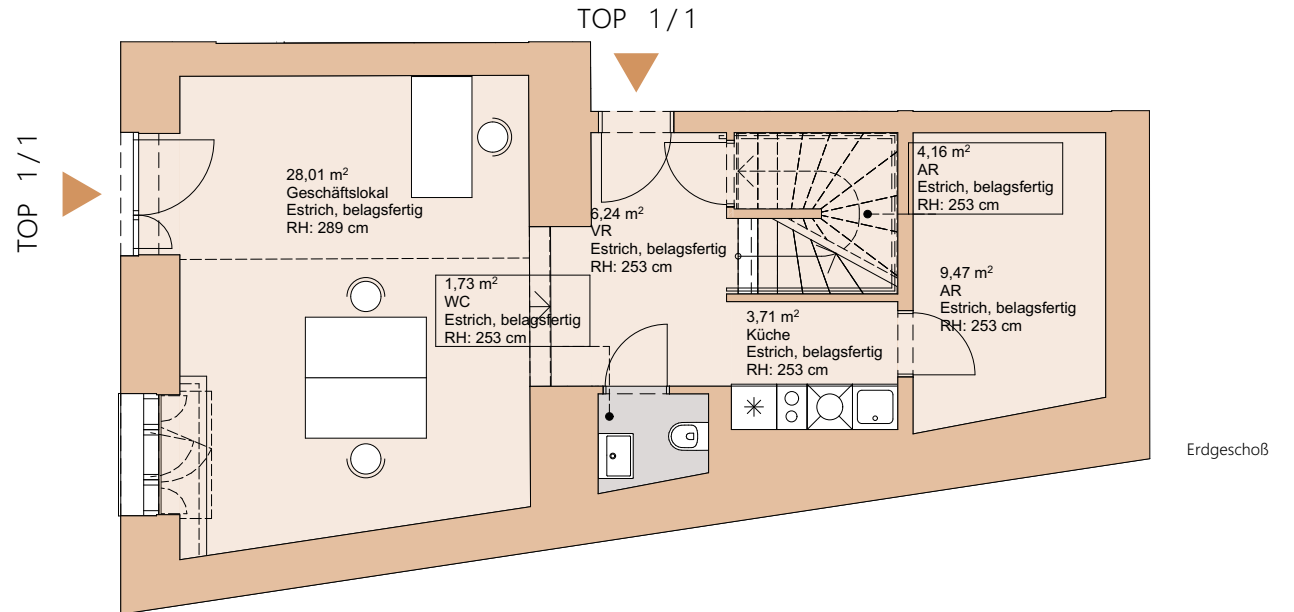 TOP 1/1
TOP 1/1
28,01 m²
Geschäftslokal
Estrich, belagsfertig
RH: 289 cm
6,24 m²
VR
Estrich, belagsfertig
RH: 253 cm
4,16 m²
AR
Estrich, belagsfertig
RH: 253 cm
1,73 m²
WC
Estrich, belagsfertig
RH: 253 cm
3,71 m²
Küche
Estrich, belagsfertig
RH: 253 cm
9,47 m²
AR
Estrich, belagsfertig
RH: 253 cm
Erdgeschoß